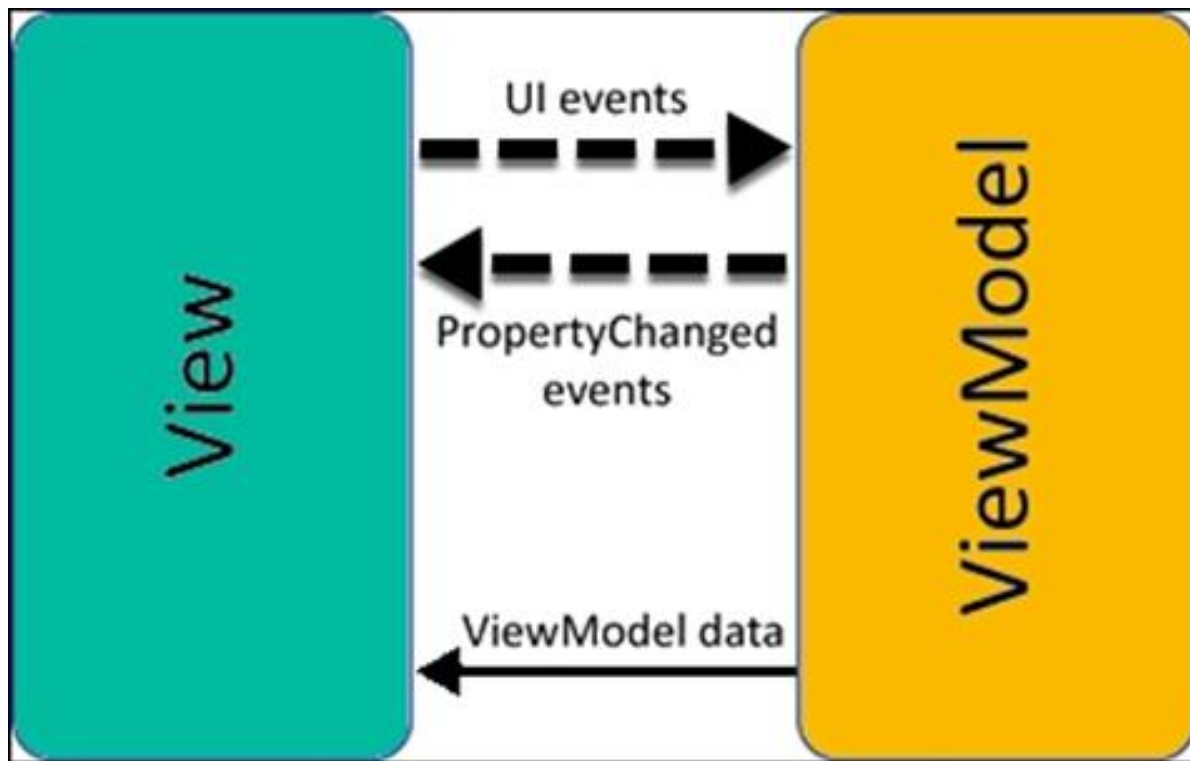 View
UI events
PropertyChanged
events
ViewModel data
ViewModel